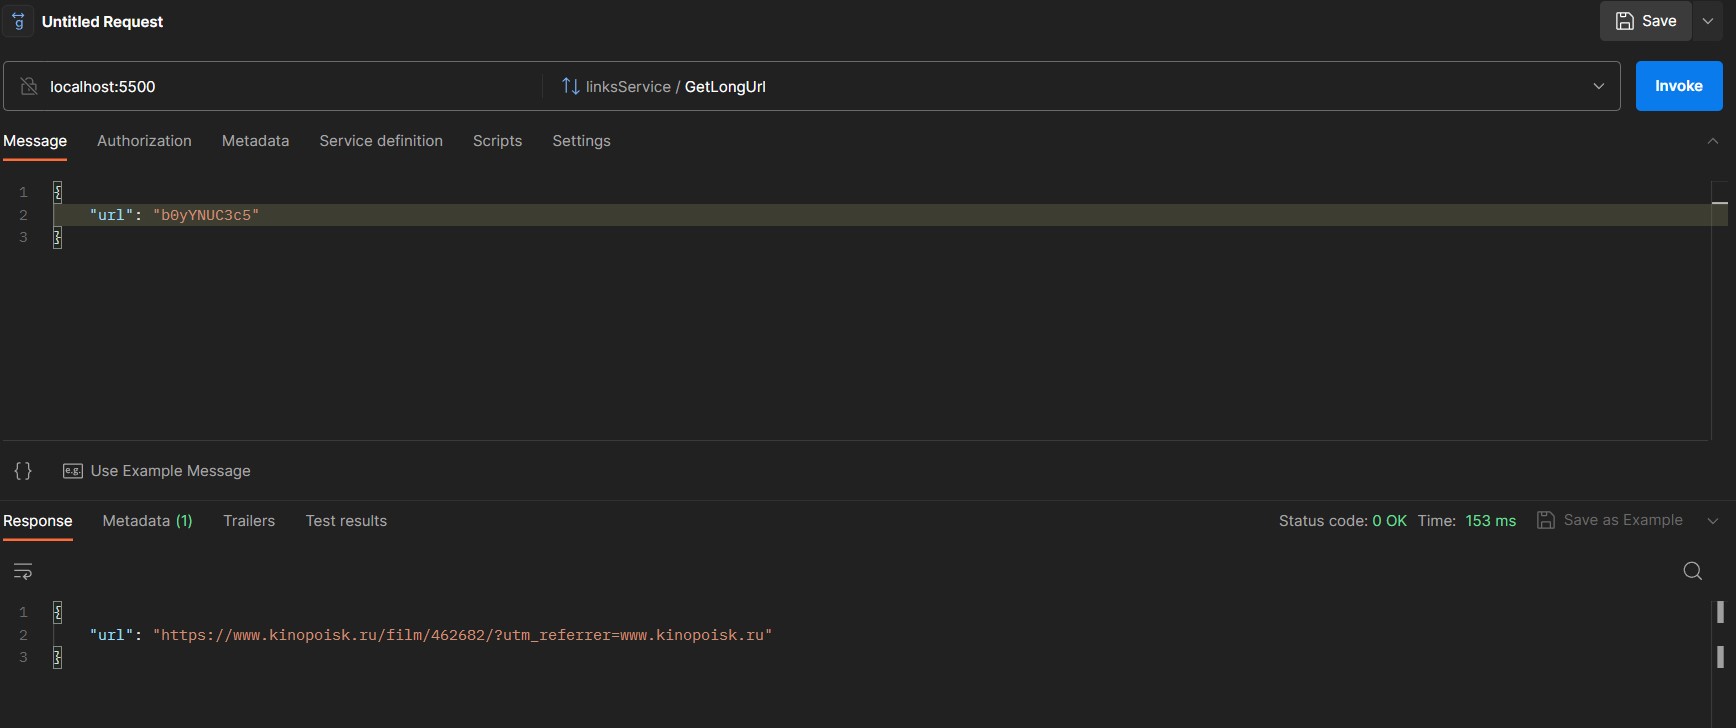 Untitled Request
Save
localhost:5500
linksService / GetLongUrl
Invoke
Message Authorization Metadata Service definition Scripts Settings
1 {
2 "url": "b0yYNUC3c5"
3 }
{} e.g. Use Example Message
Response Metadata (1) Trailers Test results Status code: 0 OK Time: 153 ms Save as Example
1 {
2 "url": "https://www.kinopoisk.ru/film/462682/?utm_referrer=www.kinopoisk.ru"
3 }